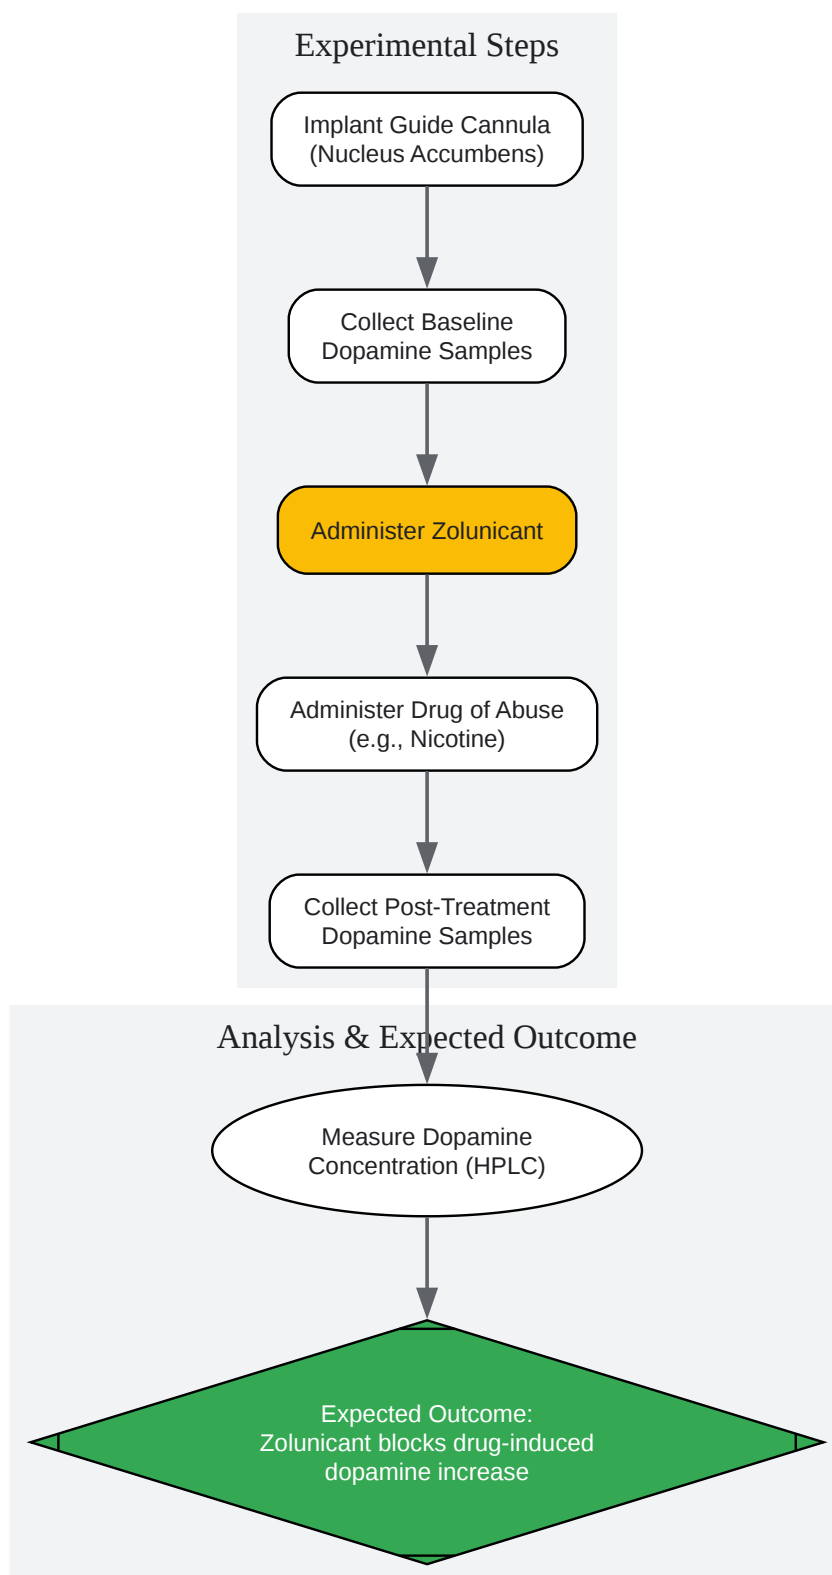 Experimental Steps
Implant Guide Cannula
(Nucleus Accumbens)
Collect Baseline
Dopamine Samples
Administer Zolunicant
Administer Drug of Abuse
(e.g., Nicotine)
Collect Post-Treatment
Dopamine Samples
Analysis & Expected Outcome
Measure Dopamine
Concentration (HPLC)
Expected Outcome:
Zolunicant blocks drug-induced
dopamine increase